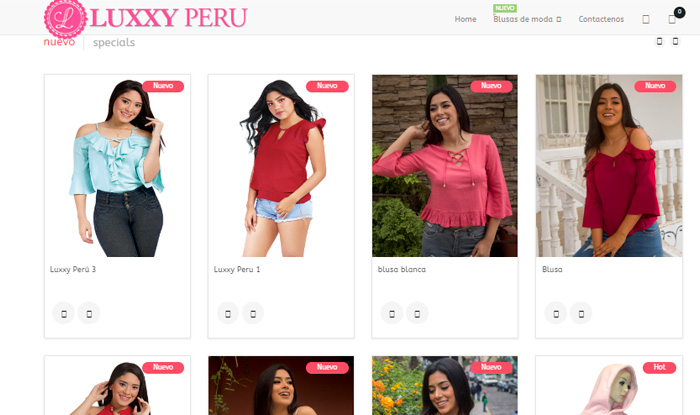 LUXXY PERU
NUEVO
Home Blusas de moda Contactenos 0
nuevo specials
Nuevo Nuevo Nuevo Nuevo
Luxxy Perú 3 Luxxy Peru 1 blusa blanca Blusa
Nuevo Nuevo Nuevo Hot